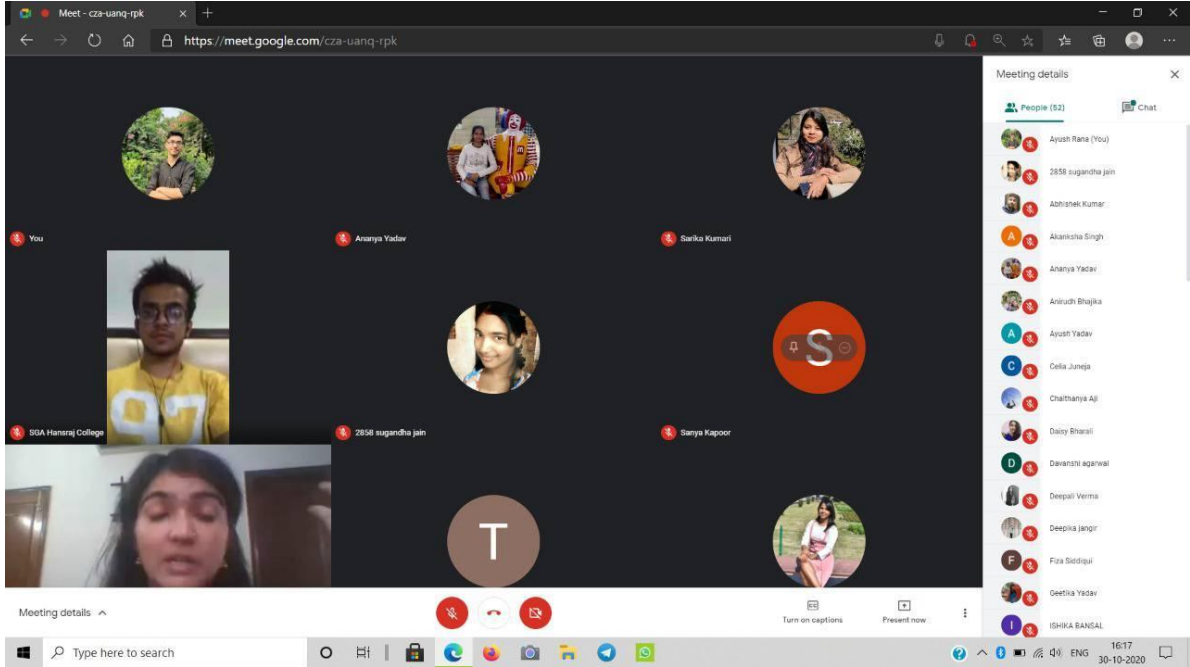 Meet - cza-uanq-rpk
https://meet.google.com/cza-uanq-rpk
Meeting details
People (52)
Chat
Ayush Rana (You)
2858 sugandha jain
Abhishek Kumar
Akanksha Singh
A
Ananya Yadav
Anirudh Bhajika
Ayush Yadav
A
Celia Juneja
C
Chaithanya Aji
Daisy Bharali
Davanshi agarwal
D
Deepali Verma
Deepika jangir
Fiza Siddiqui
F
Geetika Yadav
ISHIKA BANSAL
I
You
Ananya Yadav
Sarika Kumari
97
S
SGA Hansraj College
2858 sugandha jain
Sanya Kapoor
T
Meeting details
Turn on captions
Present now
Type here to search
ENG
16:17
30-10-2020